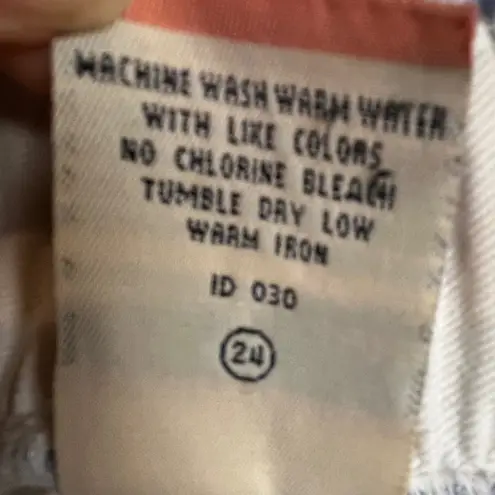 MACHINE WASH WARM WATER
WITH LIKE COLORS
NO CHLORINE BLEACH
TUMBLE DRY LOW
WARM IRON
ID 030
24